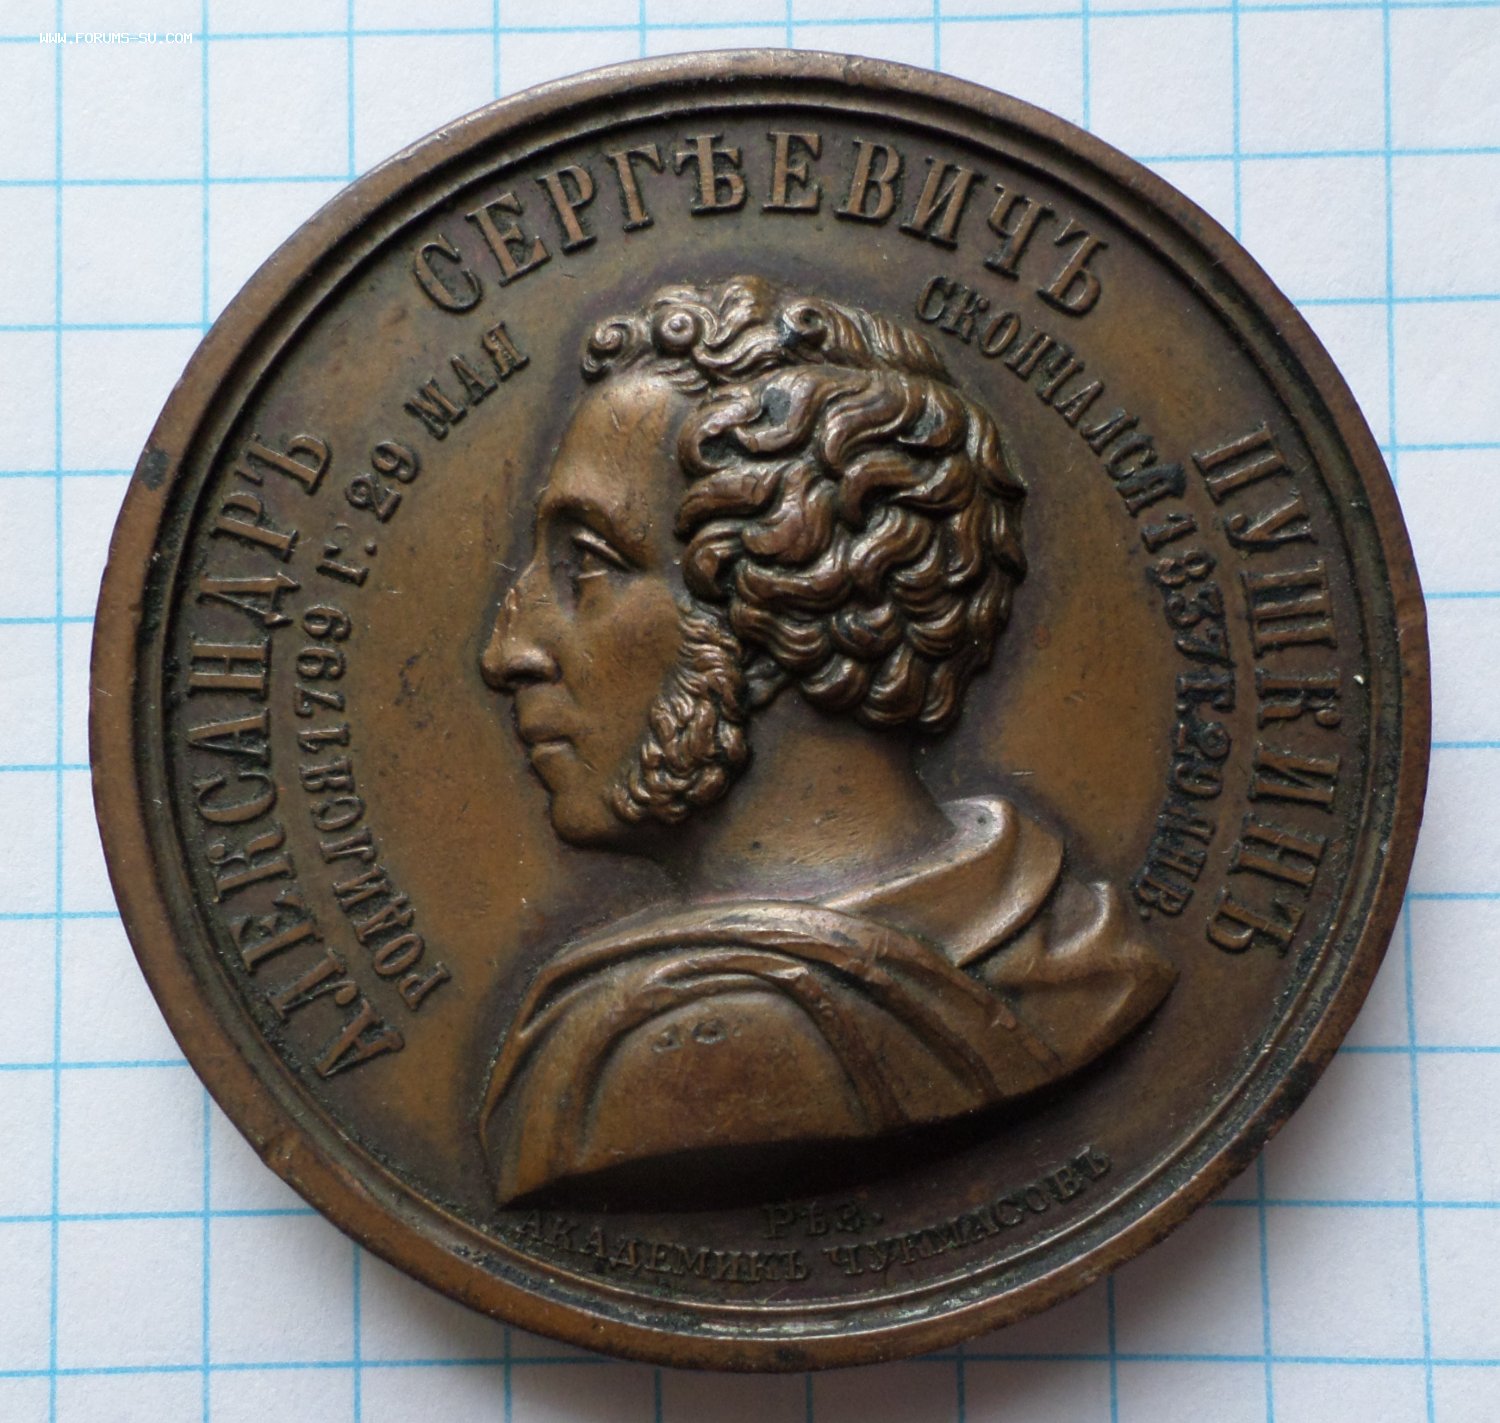 WWW.FORUMS-SU.COM
АЛЕКСАНДРЪ СЕРГѢЕВИЧЪ ПУШКИНЪ
РОДИЛСЯ 1799 Г. 29 МАЯ
СКОНЧАЛСЯ 1837 Г. 29 ЯНВ.
РѢЗ.
АКАДЕМИКЪ ЧУКМАСОВЪ